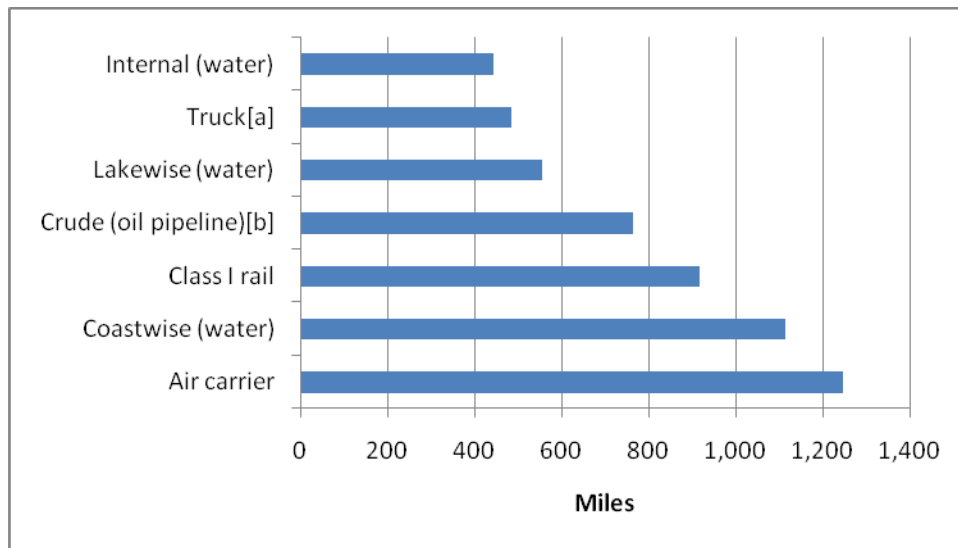 Internal (water)
Truck[a]
Lakewise (water)
Crude (oil pipeline)[b]
Class I rail
Coastwise (water)
Air carrier
0 200 400 600 800 1,000 1,200 1,400
Miles